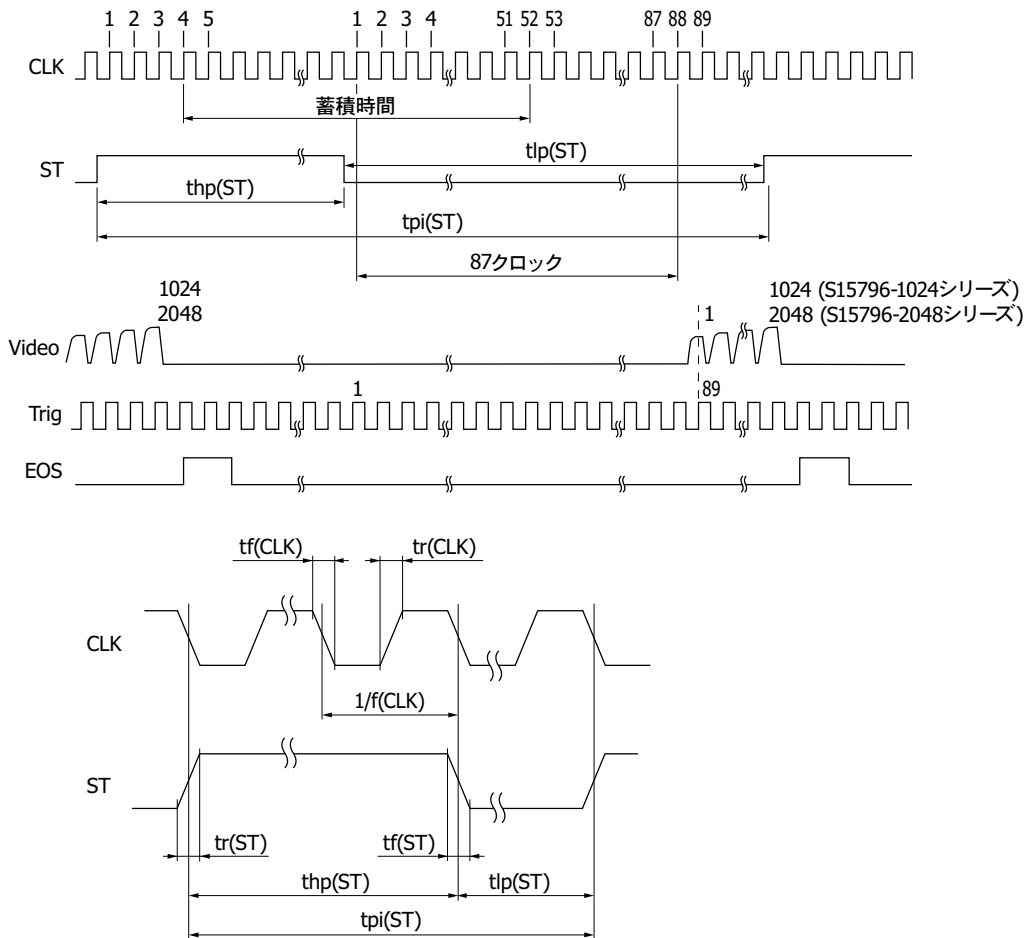 1 2 3 4 5 1 2 3 4 51 52 53 87 88 89
CLK
蓄積時間
ST
tlp(ST)
thp(ST)
tpi(ST)
87クロック
1024
2048
1
1024 (S15796-1024シリーズ)
2048 (S15796-2048シリーズ)
Video
1 89
Trig
EOS
tf(CLK) tr(CLK)
CLK
1/f(CLK)
ST
tr(ST) tf(ST)
thp(ST) tlp(ST)
tpi(ST)